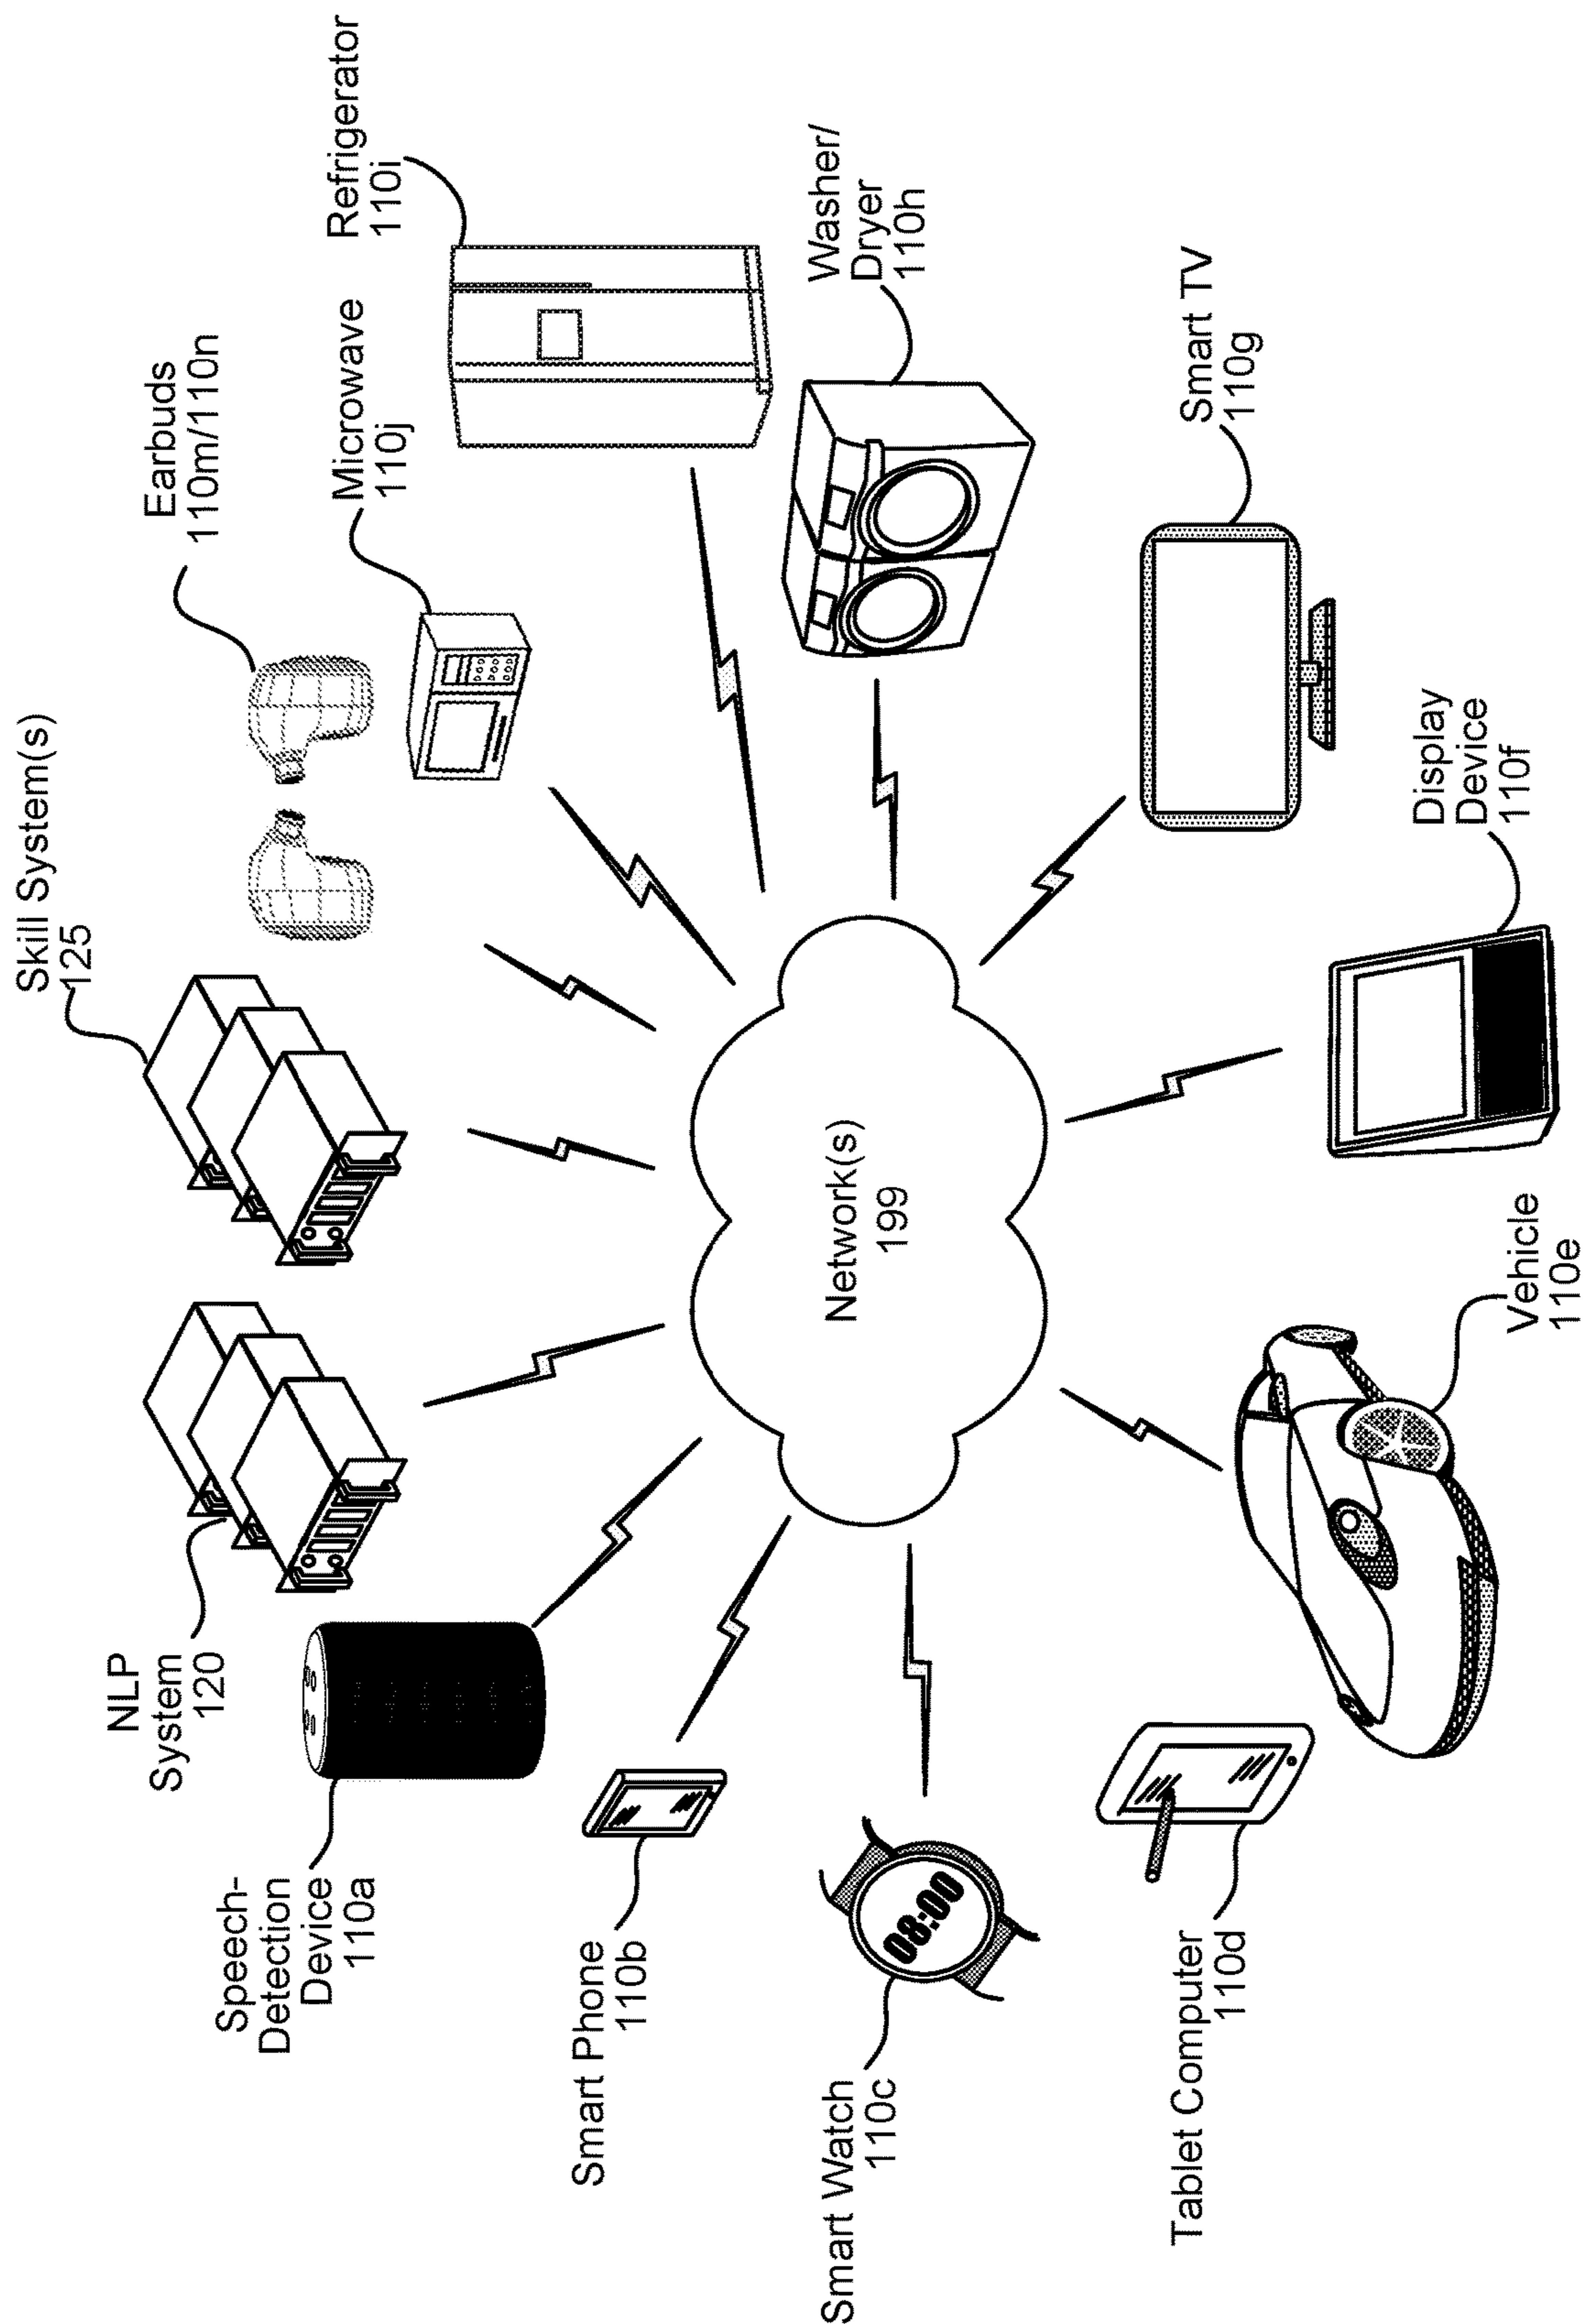 Skill System(s)
125
NLP
System
120
Earbuds
110m/110n
Speech-
Detection
Device
110a
Microwave
110j
Refrigerator
110i
Smart Phone
110b
Network(s)
199
Washer/
Dryer
110h
Smart Watch
110c
08:00
Smart TV
110g
Tablet Computer
110d
Display
Device
110f
Vehicle
110e